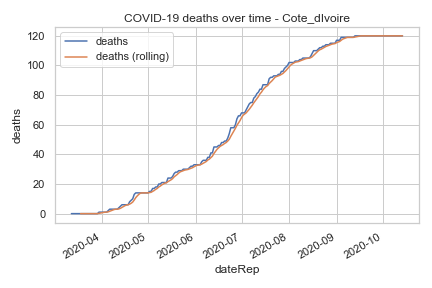 COVID-19 deaths over time - Cote_dIvoire
deaths
deaths (rolling)
120
100
80
60
40
20
0
deaths
2020-04
2020-05
2020-06
2020-07
2020-08
2020-09
2020-10
dateRep